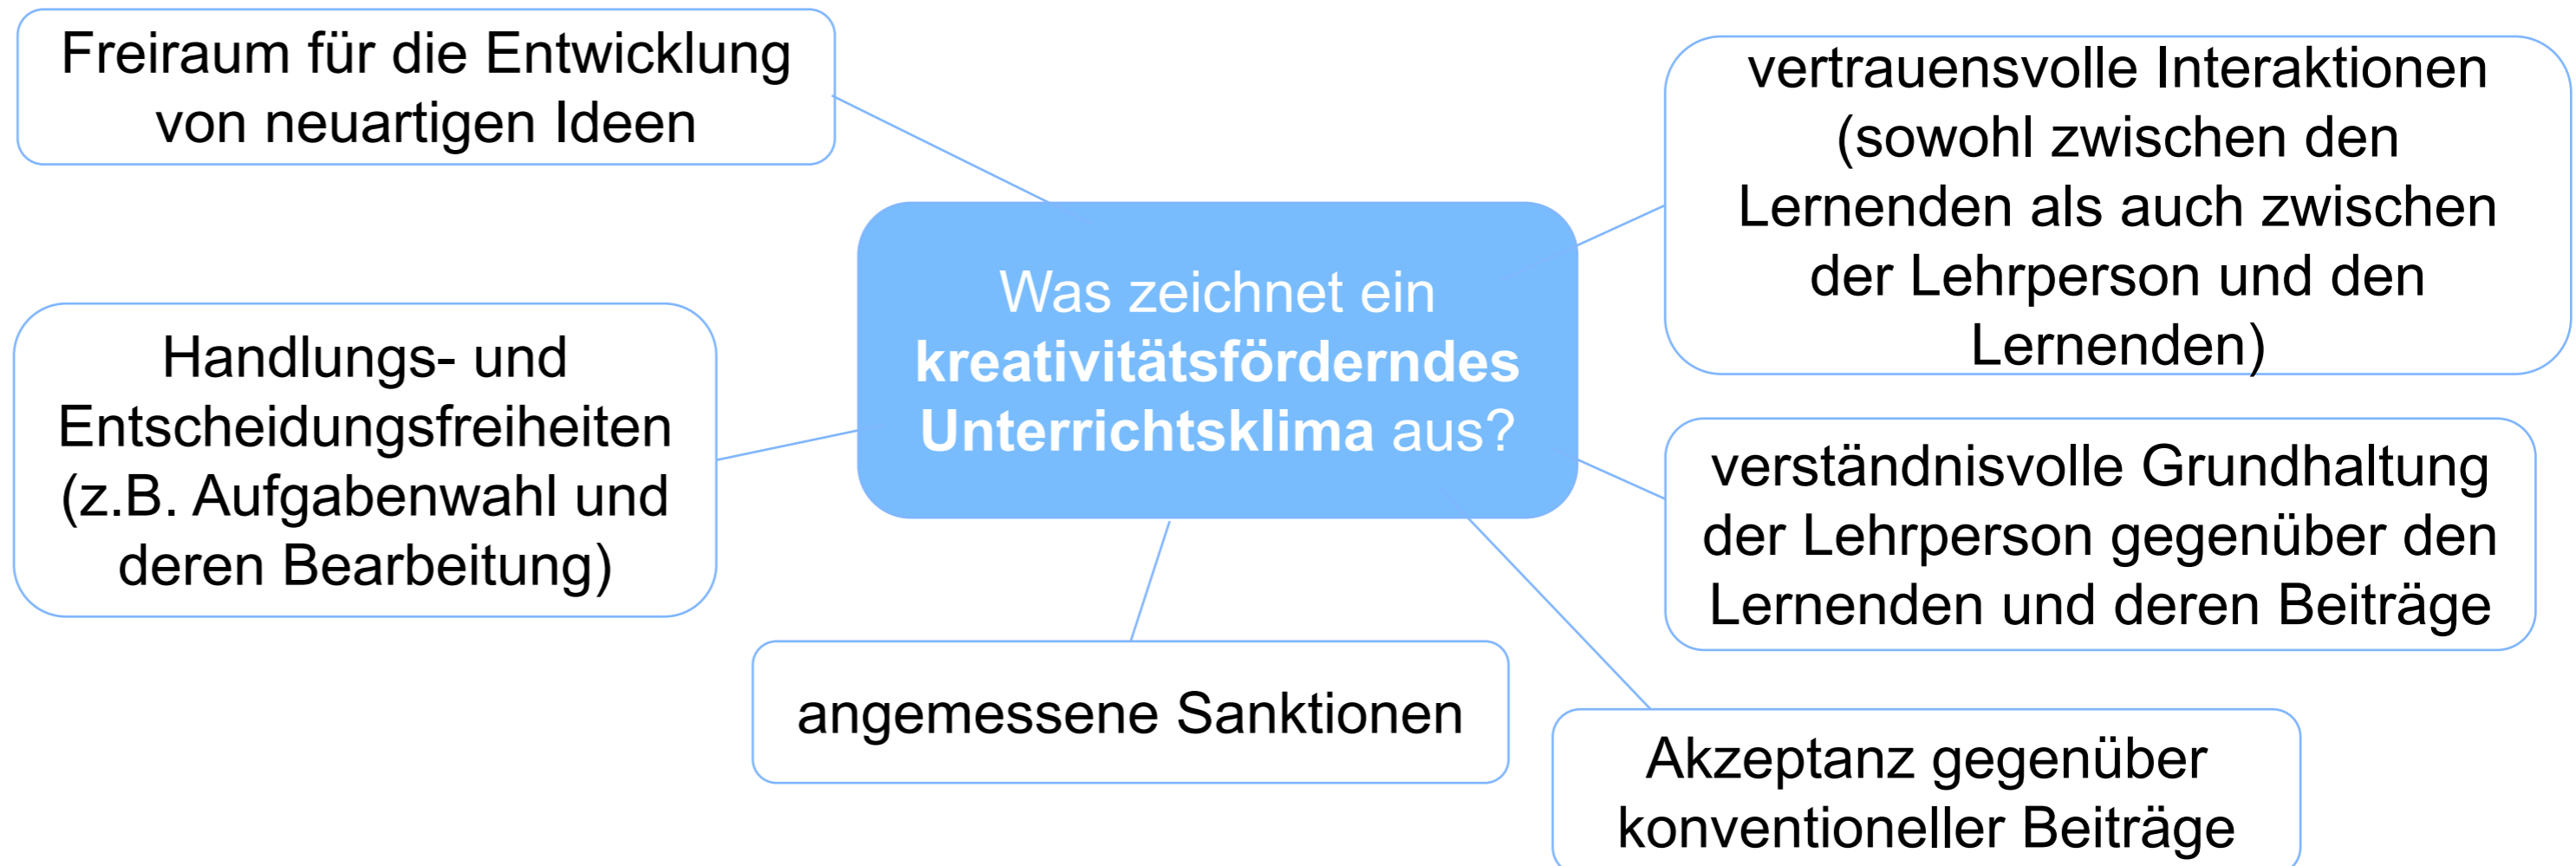 Freiraum für die Entwicklung
von neuartigen Ideen
vertrauensvolle Interaktionen
(sowohl zwischen den
Lernenden als auch zwischen
der Lehrperson und den
Lernenden)
Was zeichnet ein
kreativitätsförderndes
Unterrichtsklima aus?
Handlungs- und
Entscheidungsfreiheiten
(z.B. Aufgabenwahl und
deren Bearbeitung)
verständnisvolle Grundhaltung
der Lehrperson gegenüber den
Lernenden und deren Beiträge
angemessene Sanktionen
Akzeptanz gegenüber
konventioneller Beiträge